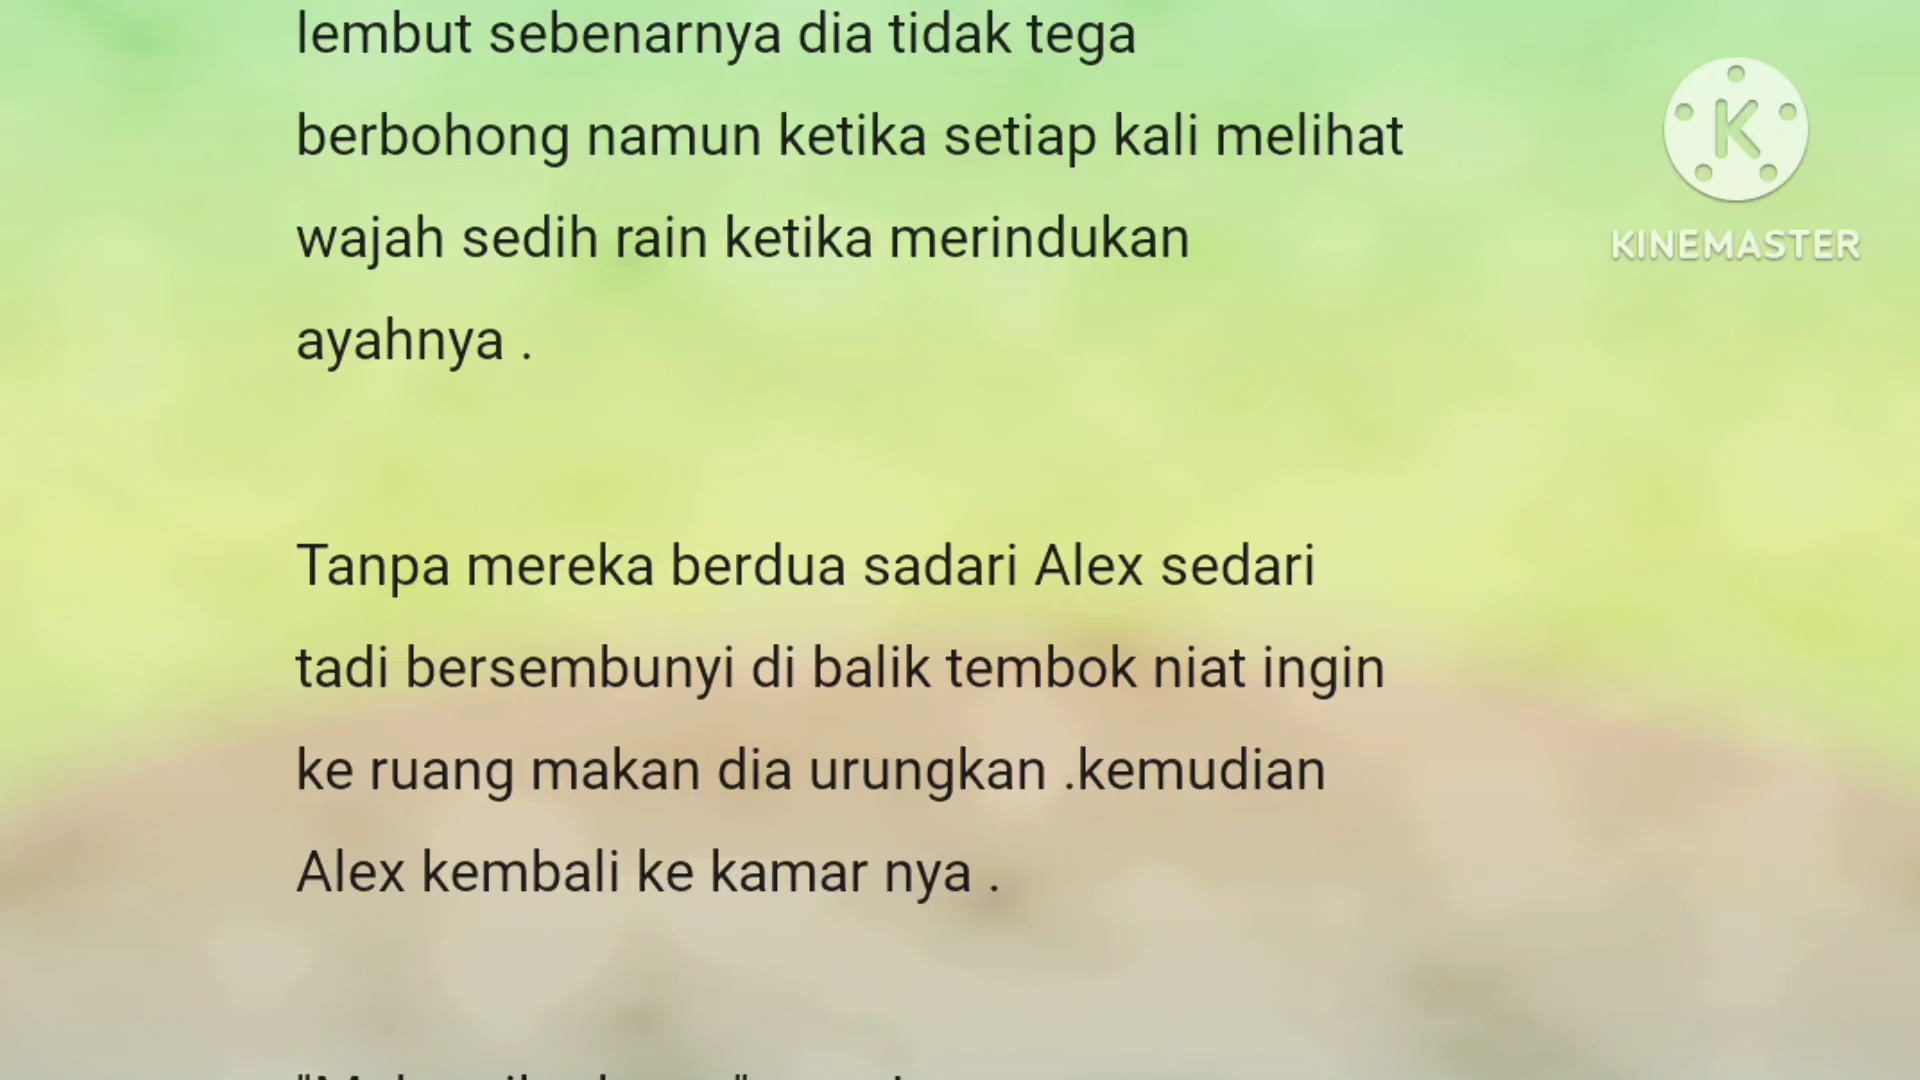 lembut sebenarnya dia tidak tega
berbohong namun ketika setiap kali melihat
wajah sedih rain ketika merindukan
ayahnya .
Tanpa mereka berdua sadari Alex sedari
tadi bersembunyi di balik tembok niat ingin
ke ruang makan dia urungkan .kemudian
Alex kembali ke kamar nya .
K
KINEMASTER